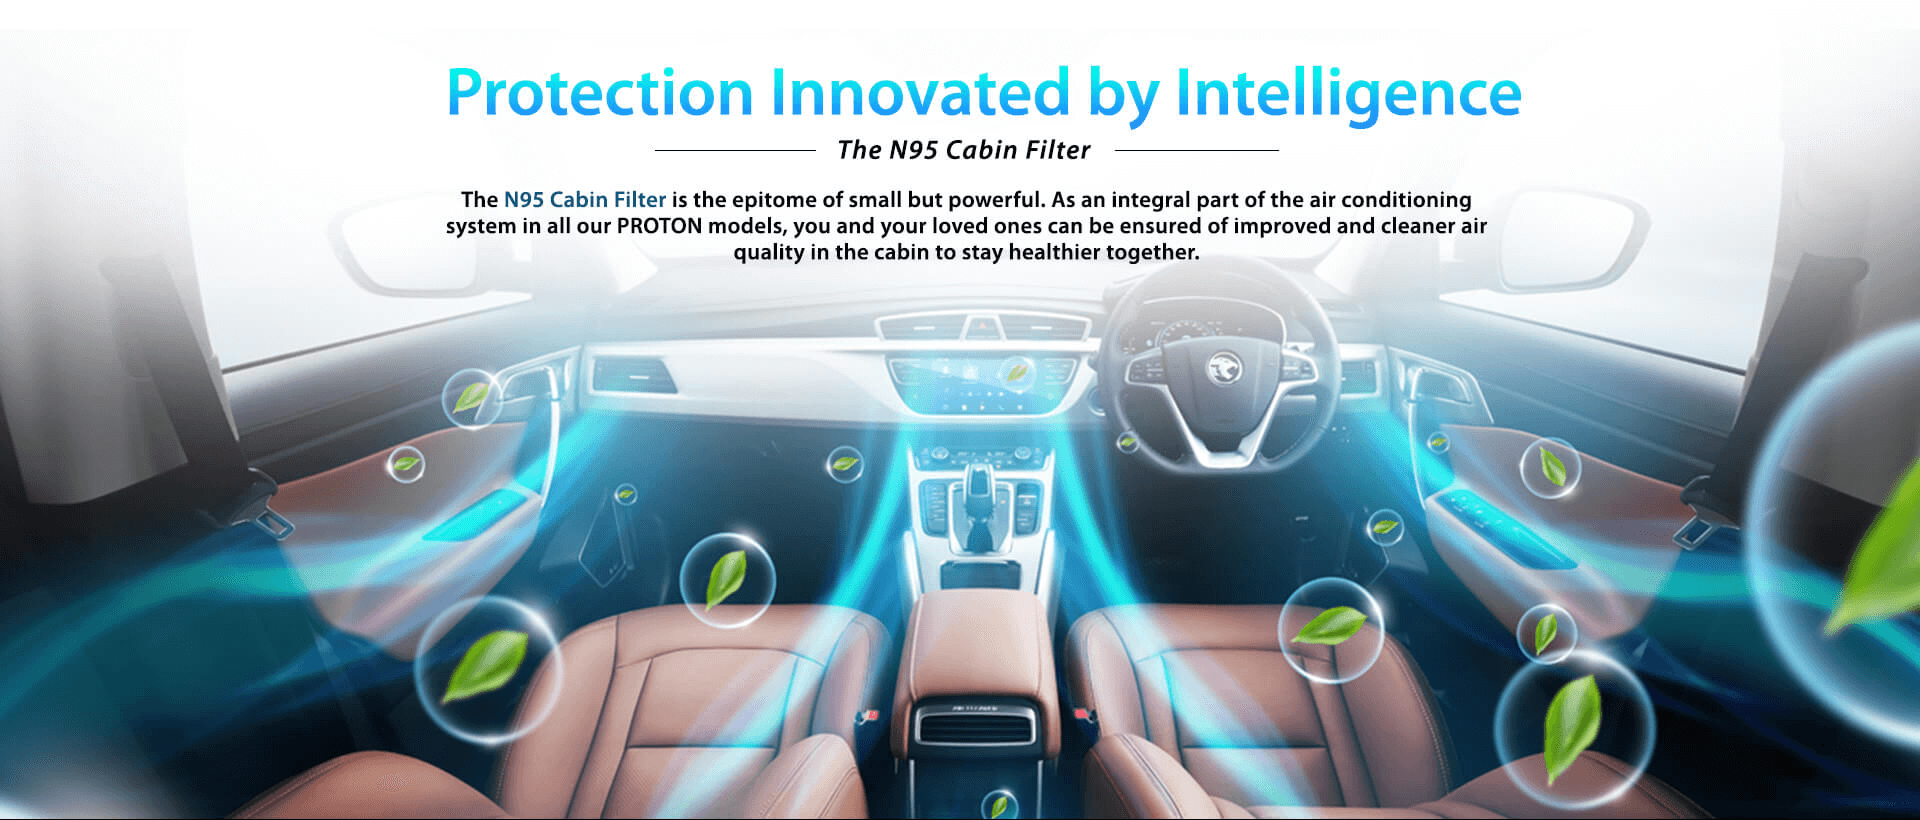 Protection Innovated by Intelligence
The N95 Cabin Filter
The N95 Cabin Filter is the epitome of small but powerful. As an integral part of the air conditioning
system in all our PROTON models, you and your loved ones can be ensured of improved and cleaner air
quality in the cabin to stay healthier together.